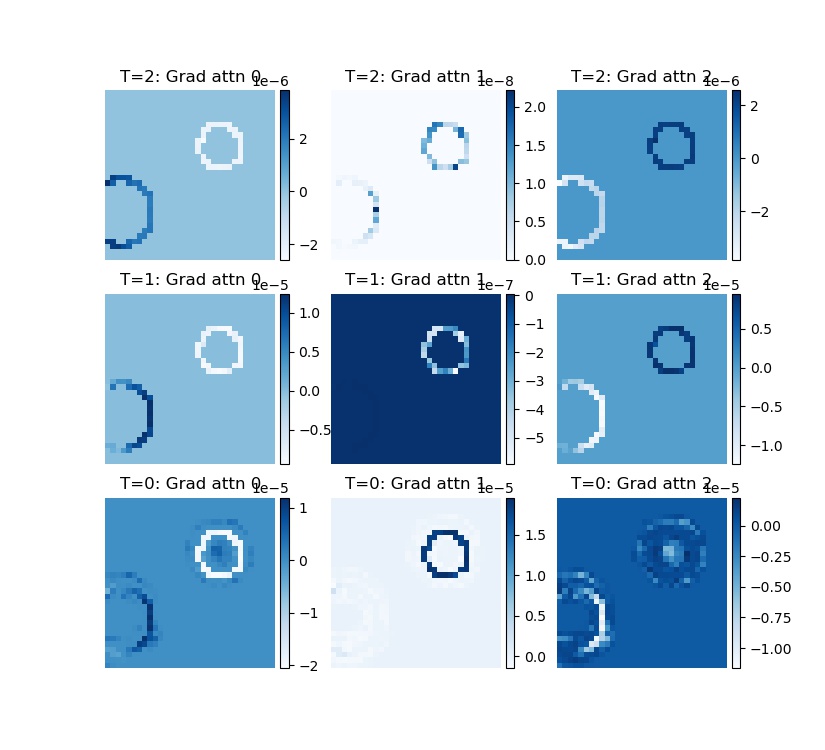 T=2: Grad attn 0
1e−6
2
0
−2
T=2: Grad attn 1
1e−8
2.0
1.5
1.0
0.5
0.0
T=2: Grad attn 2
1e−6
2
0
−2
T=1: Grad attn 0
1e−5
1.0
0.5
0.0
−0.5
T=1: Grad attn 1
1e−7
0
−1
−2
−3
−4
−5
T=1: Grad attn 2
1e−5
0.5
0.0
−0.5
−1.0
T=0: Grad attn 0
1e−5
1
0
−1
−2
T=0: Grad attn 1
1e−5
1.5
1.0
0.5
0.0
T=0: Grad attn 2
1e−5
0.00
−0.25
−0.50
−0.75
−1.00